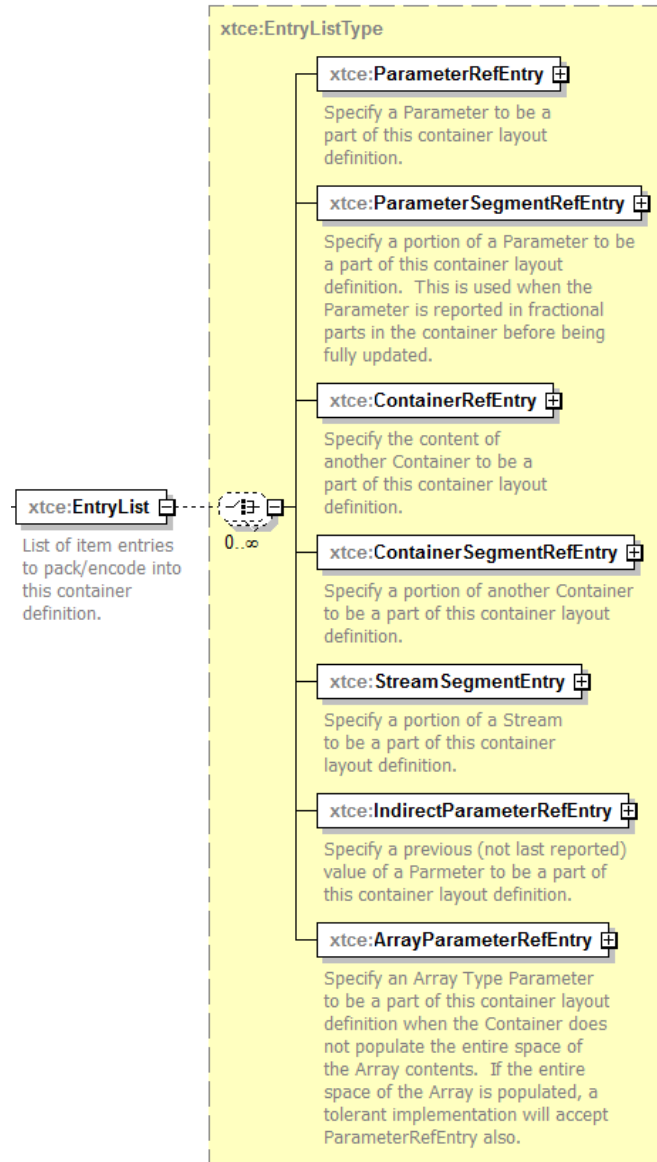 xtce:EntryListType
xtce:ParameterRefEntry
Specify a Parameter to be a
part of this container layout
definition.
xtce:ParameterSegmentRefEntry
Specify a portion of a Parameter to be
a part of this container layout
definition.  This is used when the
Parameter is reported in fractional
parts in the container before being
fully updated.
xtce:ContainerRefEntry
Specify the content of
another Container to be a
part of this container layout
definition.
xtce:EntryList
List of item entries
to pack/encode into
this container
definition.
0..∞
xtce:ContainerSegmentRefEntry
Specify a portion of another Container
to be a part of this container layout
definition.
xtce:StreamSegmentEntry
Specify a portion of a Stream
to be a part of this container
layout definition.
xtce:IndirectParameterRefEntry
Specify a previous (not last reported)
value of a Parmeter to be a part of
this container layout definition.
xtce:ArrayParameterRefEntry
Specify an Array Type Parameter
to be a part of this container layout
definition when the Container does
not populate the entire space of
the Array contents.  If the entire
space of the Array is populated, a
tolerant implementation will accept
ParameterRefEntry also.